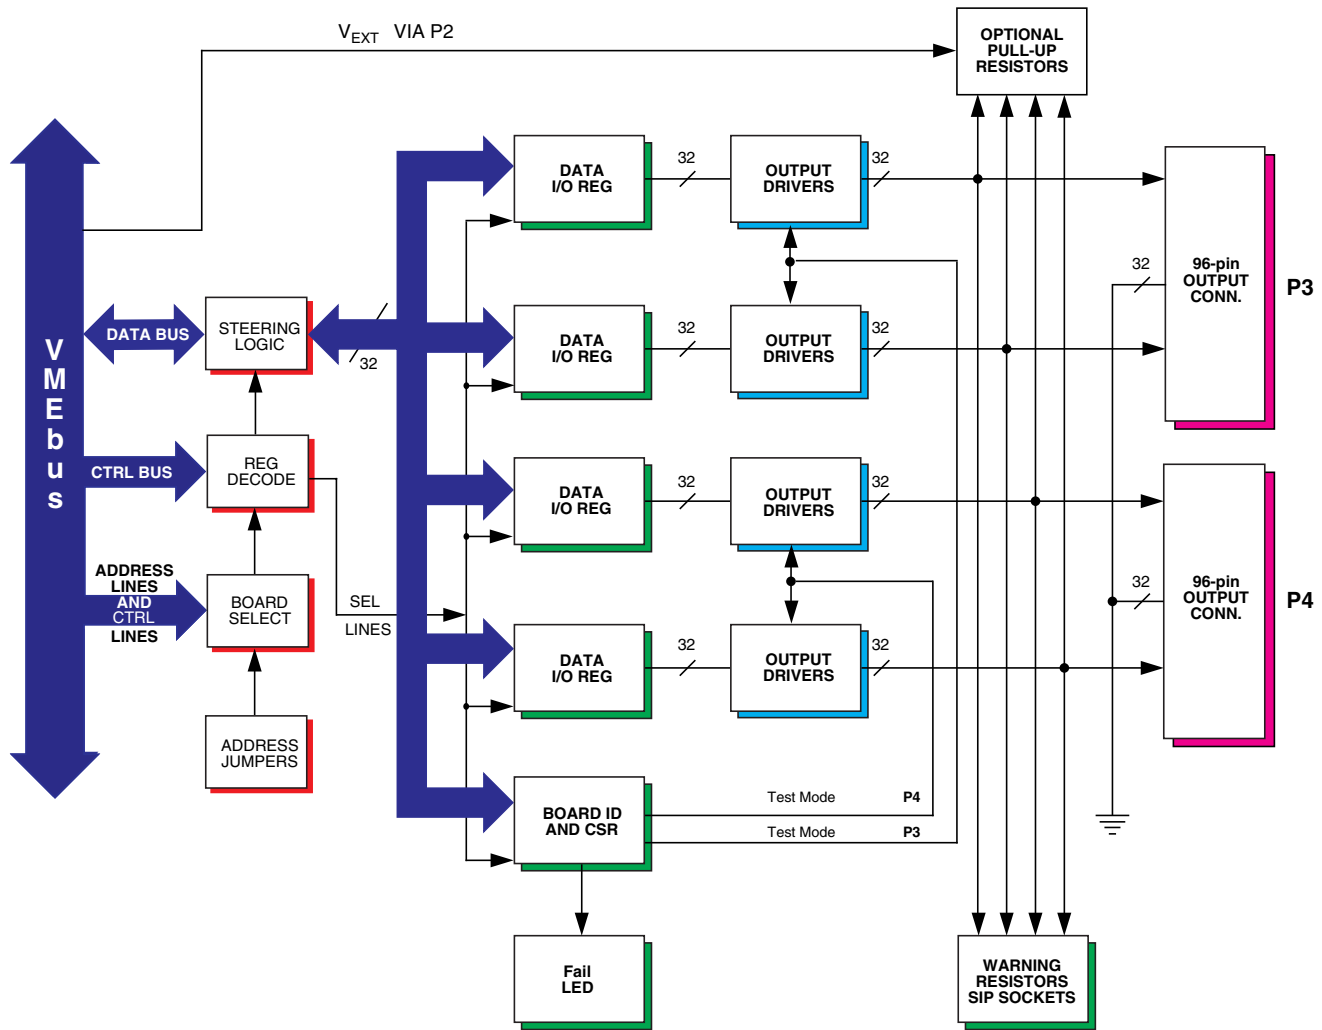 V_EXT VIA P2
OPTIONAL
PULL-UP
RESISTORS
VMEbus
DATA BUS
STEERING
LOGIC
32
CTRL BUS
REG
DECODE
ADDRESS
LINES
AND
CTRL
LINES
BOARD
SELECT
SEL
LINES
ADDRESS
JUMPERS
DATA
I/O REG
32
OUTPUT
DRIVERS
32
DATA
I/O REG
32
OUTPUT
DRIVERS
32
DATA
I/O REG
32
OUTPUT
DRIVERS
32
DATA
I/O REG
32
OUTPUT
DRIVERS
32
32
96-pin
OUTPUT
CONN.
P3
32
96-pin
OUTPUT
CONN.
P4
BOARD ID
AND CSR
Test Mode P4
Test Mode P3
Fail
LED
WARNING
RESISTORS
SIP SOCKETS